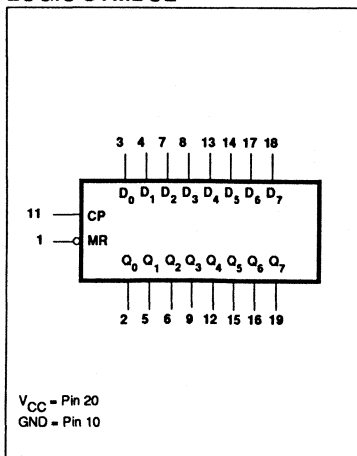 3 4 7 8 13 14 17 18
D0 D1 D2 D3 D4 D5 D6 D7
11 CP
1 MR
Q0 Q1 Q2 Q3 Q4 Q5 Q6 Q7
2 5 6 9 12 15 16 19
VCC = Pin 20
GND = Pin 10